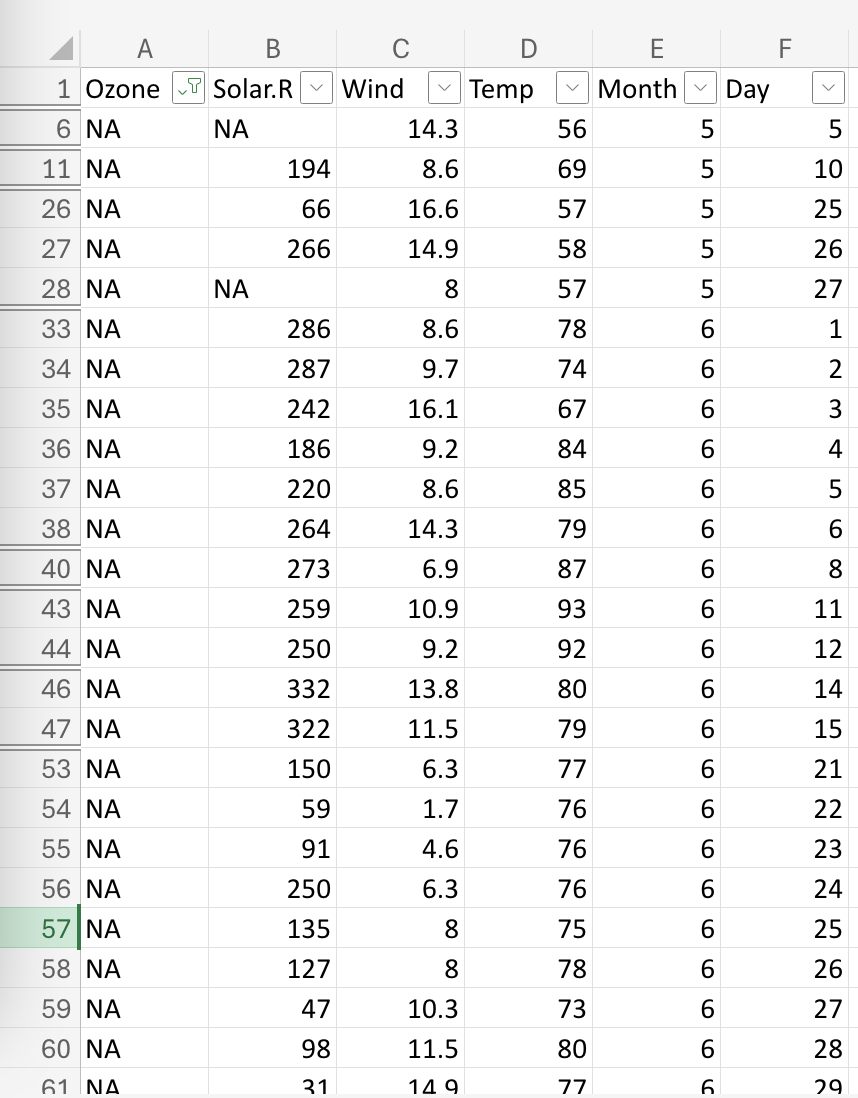 A B C D E F
1 Ozone Solar.R Wind Temp Month Day
6 NA NA 14.3 56 5 5
11 NA 194 8.6 69 5 10
26 NA 66 16.6 57 5 25
27 NA 266 14.9 58 5 26
28 NA NA 8 57 5 27
33 NA 286 8.6 78 6 1
34 NA 287 9.7 74 6 2
35 NA 242 16.1 67 6 3
36 NA 186 9.2 84 6 4
37 NA 220 8.6 85 6 5
38 NA 264 14.3 79 6 6
40 NA 273 6.9 87 6 8
43 NA 259 10.9 93 6 11
44 NA 250 9.2 92 6 12
46 NA 332 13.8 80 6 14
47 NA 322 11.5 79 6 15
53 NA 150 6.3 77 6 21
54 NA 59 1.7 76 6 22
55 NA 91 4.6 76 6 23
56 NA 250 6.3 76 6 24
57 NA 135 8 75 6 25
58 NA 127 8 78 6 26
59 NA 47 10.3 73 6 27
60 NA 98 11.5 80 6 28
61 NA 31 14.9 77 6 29